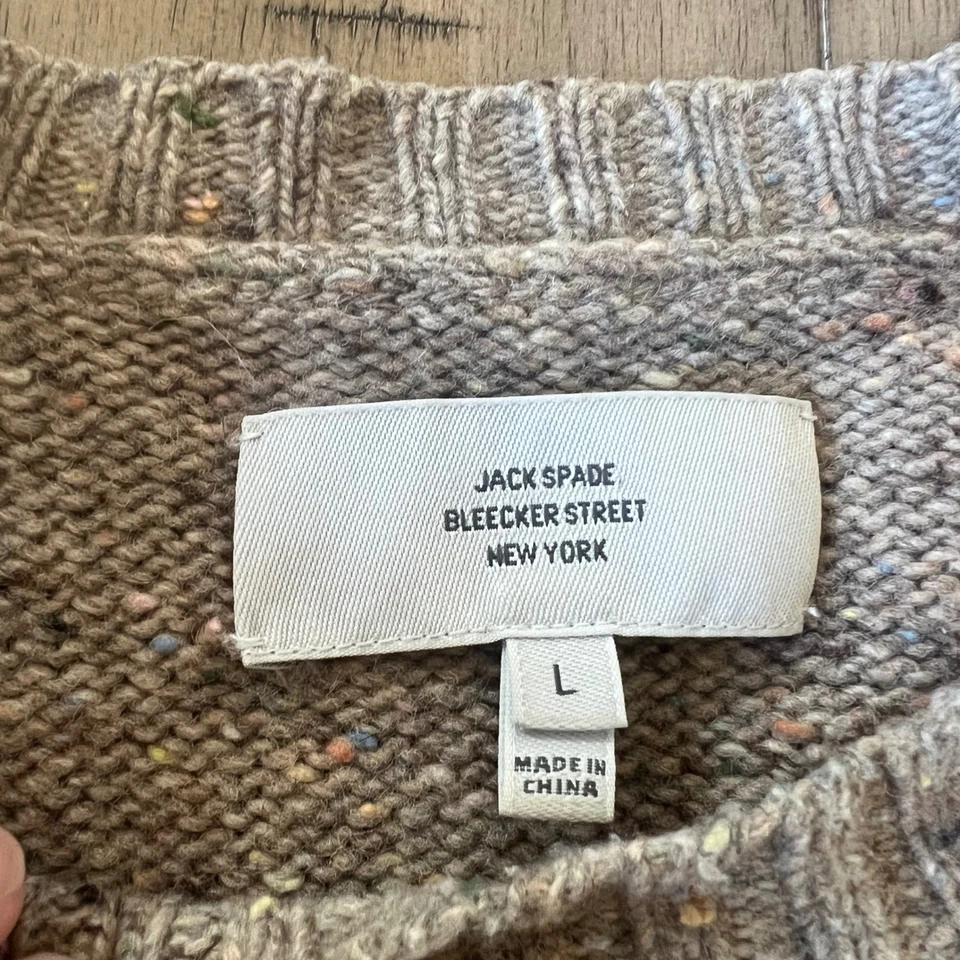 JACK SPADE
BLEECKER STREET
NEW YORK
L
MADE IN
CHINA